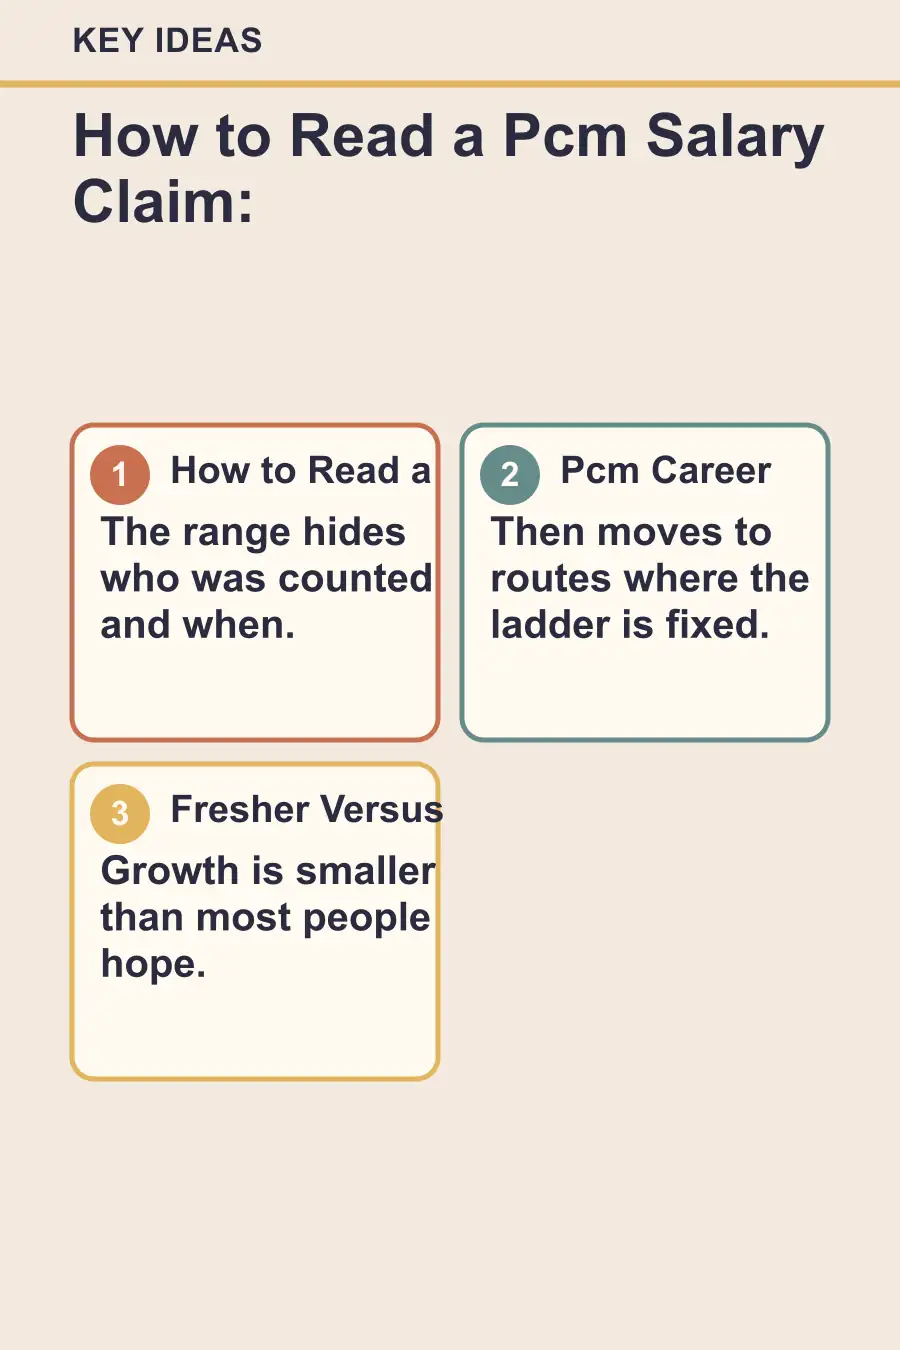 KEY IDEAS
How to Read a Pcm Salary
Claim:
1
How to Read a
The range hides
who was counted
and when.
2
Pcm Career
Then moves to
routes where the
ladder is fixed.
3
Fresher Versus
Growth is smaller
than most people
hope.